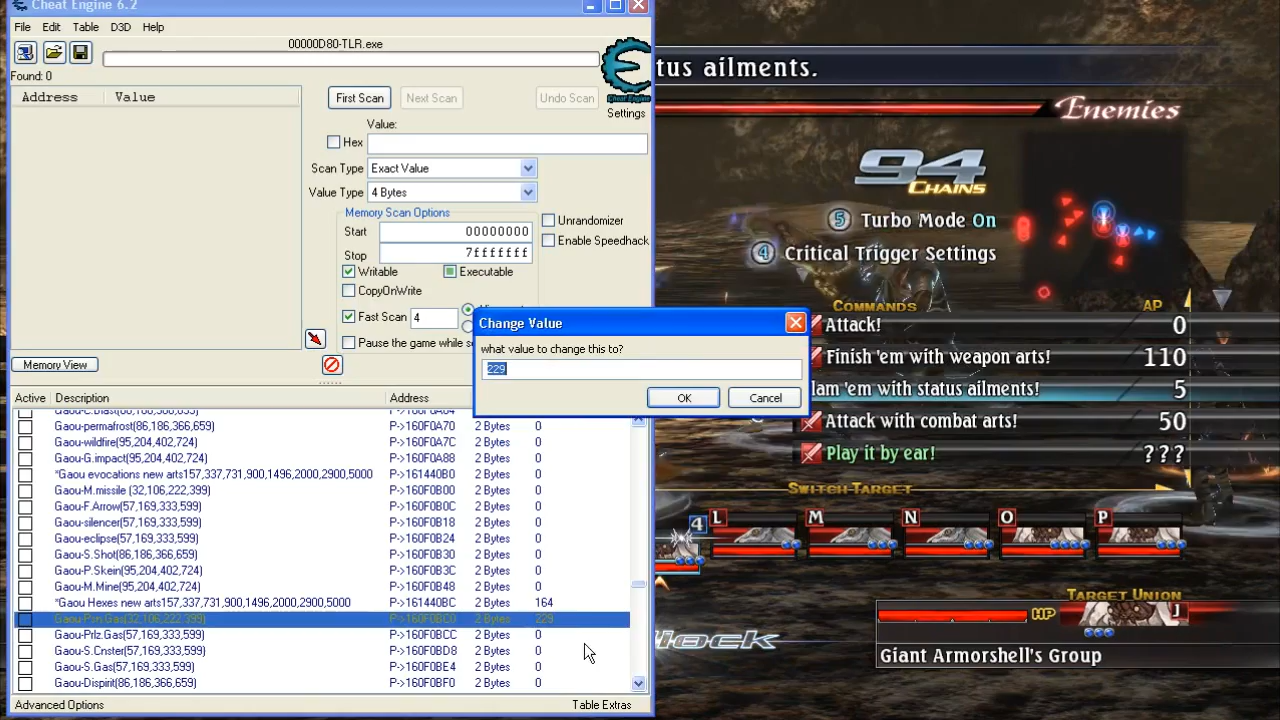 Cheat Engine 6.2
File Edit Table D3D Help
00000D80-TLR.exe
Found: 0
Address Value
First Scan Next Scan Undo Scan
Settings
Value:
Hex
Scan Type Exact Value
Value Type 4 Bytes
Memory Scan Options
Start 00000000
Stop 7fffffff
Unrandomizer
Enable Speedhack
Writable Executable
CopyOnWrite
Fast Scan 4
Pause the game while
Memory View
Change Value
what value to change this to?
229
OK Cancel
Active Description Address
Gaou-permafrost(86,186,366,659) P->160F0A70 2 Bytes 0
Gaou-wildfire(95,204,402,724) P->160F0A7C 2 Bytes 0
Gaou-G.impact(95,204,402,724) P->160F0A88 2 Bytes 0
*Gaou evocations new arts157,337,731,900,1496,2000,2900,5000 P->161440B0 2 Bytes 0
Gaou-M.missile (32,106,222,399) P->160F0B00 2 Bytes 0
Gaou-F.Arrow(57,169,333,599) P->160F0B0C 2 Bytes 0
Gaou-silencer(57,169,333,599) P->160F0B18 2 Bytes 0
Gaou-eclipse(57,169,333,599) P->160F0B24 2 Bytes 0
Gaou-S.Shot(86,186,366,659) P->160F0B30 2 Bytes 0
Gaou-P.Skein(95,204,402,724) P->160F0B3C 2 Bytes 0
Gaou-M.Mine(95,204,402,724) P->160F0B48 2 Bytes 0
*Gaou Hexes new arts157,337,731,900,1496,2000,2900,5000 P->161440BC 2 Bytes 164
Gaou-Psn.Gas(32,106,222,399) P->160F0BC0 2 Bytes 229
Gaou-Prlz.Gas(57,169,333,599) P->160F0BCC 2 Bytes 0
Gaou-S.Cnster(57,169,333,599) P->160F0BD8 2 Bytes 0
Gaou-S.Gas(57,169,333,599) P->160F0BE4 2 Bytes 0
Gaou-Dispirit(86,186,366,659) P->160F0BF0 2 Bytes 0
Advanced Options Table Extras
tus ailments.
Enemies
94 CHAINS
5 Turbo Mode On
4 Critical Trigger Settings
COMMANDS AP
Attack! 0
Finish 'em with weapon arts! 110
lam 'em with status ailments! 5
Attack with combat arts! 50
Play it by ear! ???
SWITCH TARGET
4 L M N O P
TARGET UNION
HP J
lock
Giant Armorshell's Group